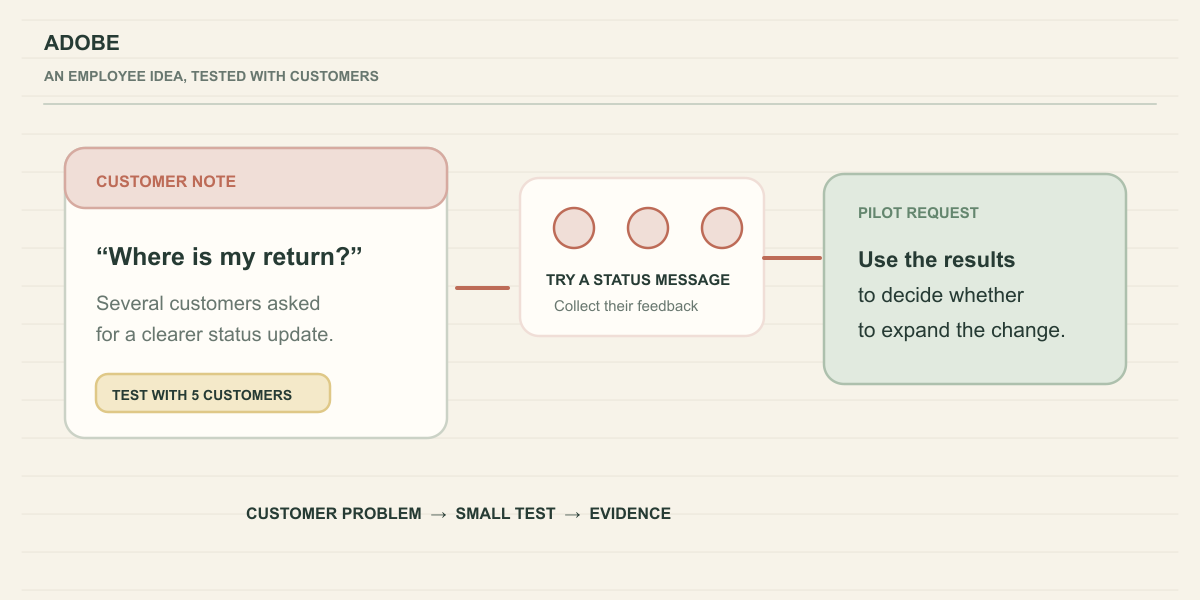 ADOBE
AN EMPLOYEE IDEA, TESTED WITH CUSTOMERS
CUSTOMER NOTE
“Where is my return?”
Several customers asked
for a clearer status update.
TEST WITH 5 CUSTOMERS
TRY A STATUS MESSAGE
Collect their feedback
PILOT REQUEST
Use the results
to decide whether
to expand the change.
CUSTOMER PROBLEM → SMALL TEST → EVIDENCE